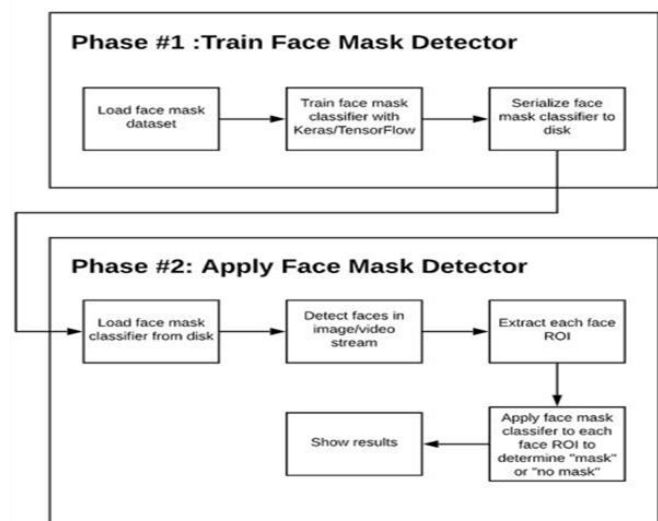 Phase #1 :Train Face Mask Detector
Load face mask
dataset
Train face mask
classifier with
Keras/TensorFlow
Serialize face
mask classifier to
disk
Phase #2: Apply Face Mask Detector
Load face mask
classifier from disk
Detect faces in
image/video
stream
Extract each face
ROI
Apply face mask
classifer to each
face ROI to
determine "mask"
or "no mask"
Show results